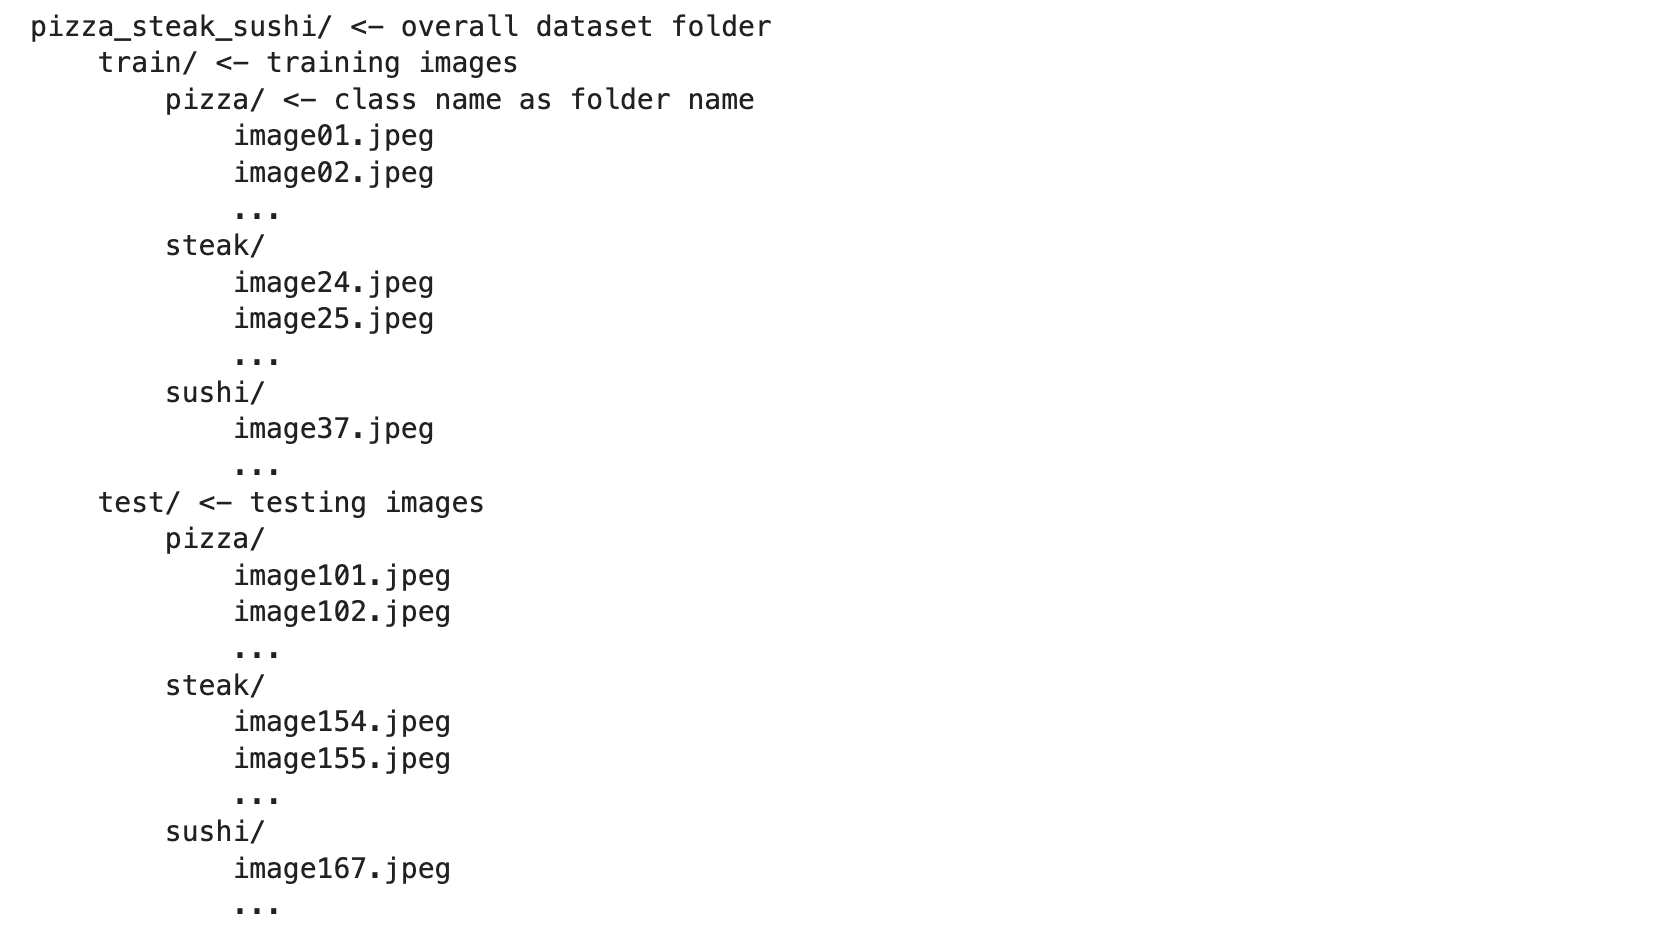 pizza_steak_sushi/ <- overall dataset folder
    train/ <- training images
        pizza/ <- class name as folder name
            image01.jpeg
            image02.jpeg
            ...
        steak/
            image24.jpeg
            image25.jpeg
            ...
        sushi/
            image37.jpeg
            ...
    test/ <- testing images
        pizza/
            image101.jpeg
            image102.jpeg
            ...
        steak/
            image154.jpeg
            image155.jpeg
            ...
        sushi/
            image167.jpeg
            ...